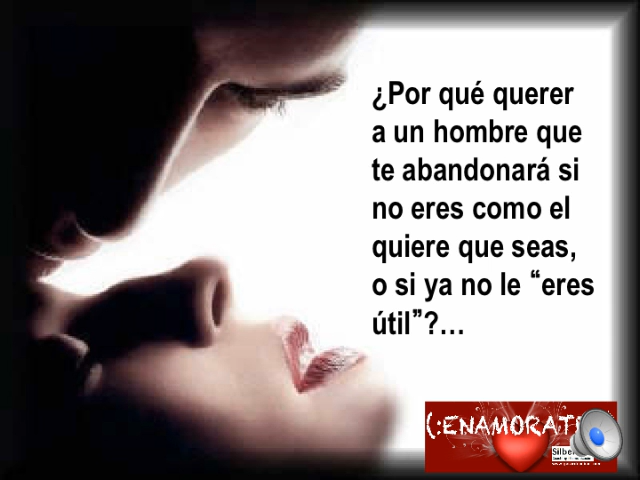 ¿Por qué querer
a un hombre que
te abandonará si
no eres como el
quiere que seas,
o si ya no le “eres
útil”?…
(:ENAMORAT